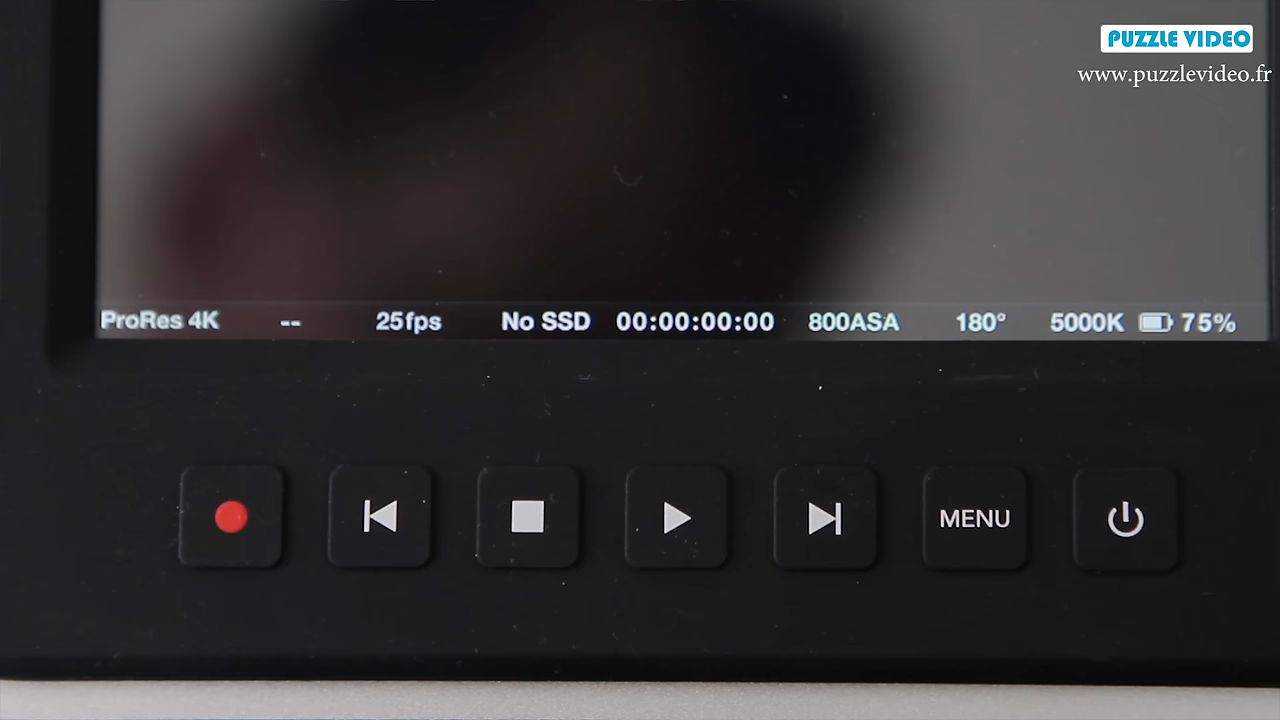 PUZZLE VIDEO
www.puzzlevideo.fr
ProRes 4K -- 25fps No SSD 00:00:00:00 800ASA 180° 5000K 75%
MENU